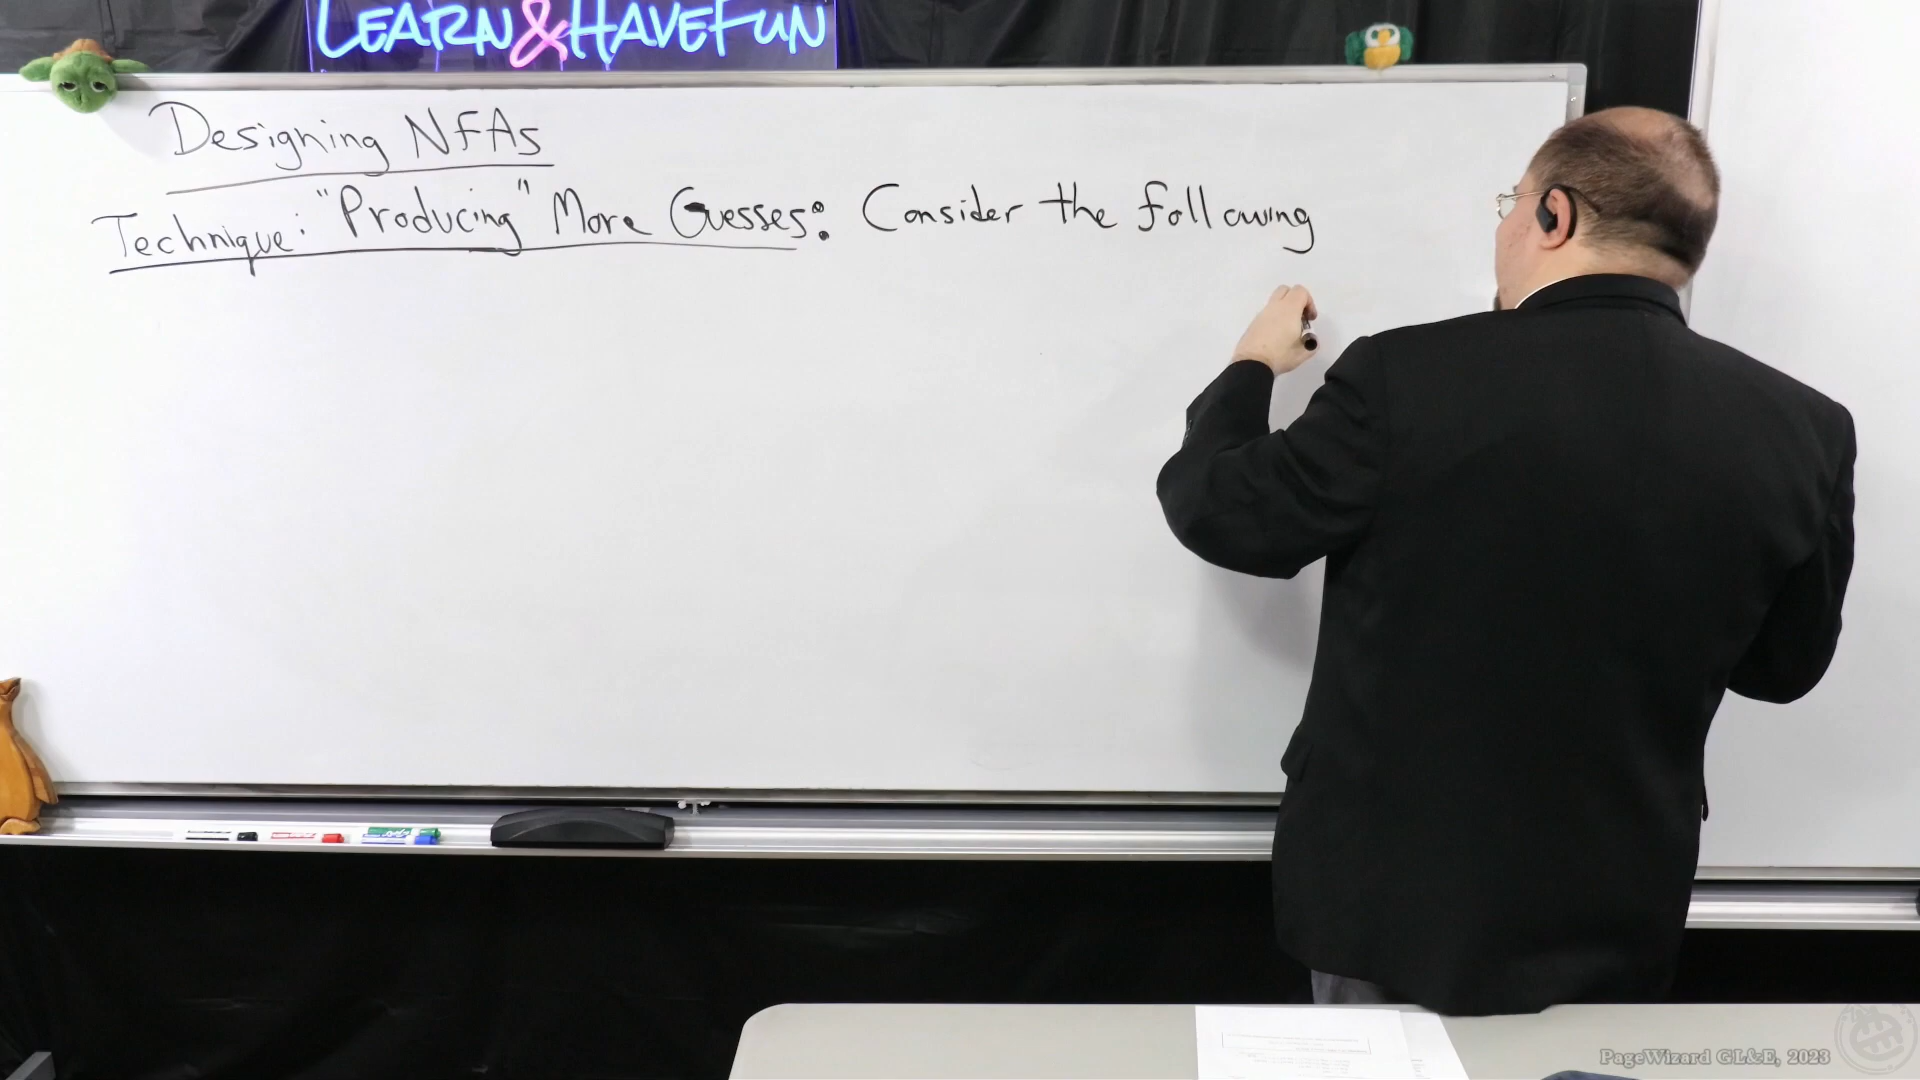 LEARN&HAVEFUN
Designing NFAs
Technique: "Producing" More Guesses: Consider the following
PageWizard GL&E, 2023